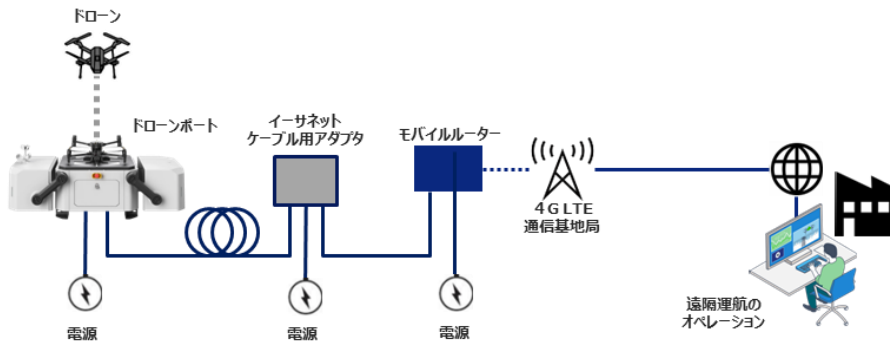 ドローン
ドローンポート
イーサネット
ケーブル用アダプタ
モバイルルーター
4G LTE
通信基地局
遠隔運航の
オペレーション
電源
電源
電源